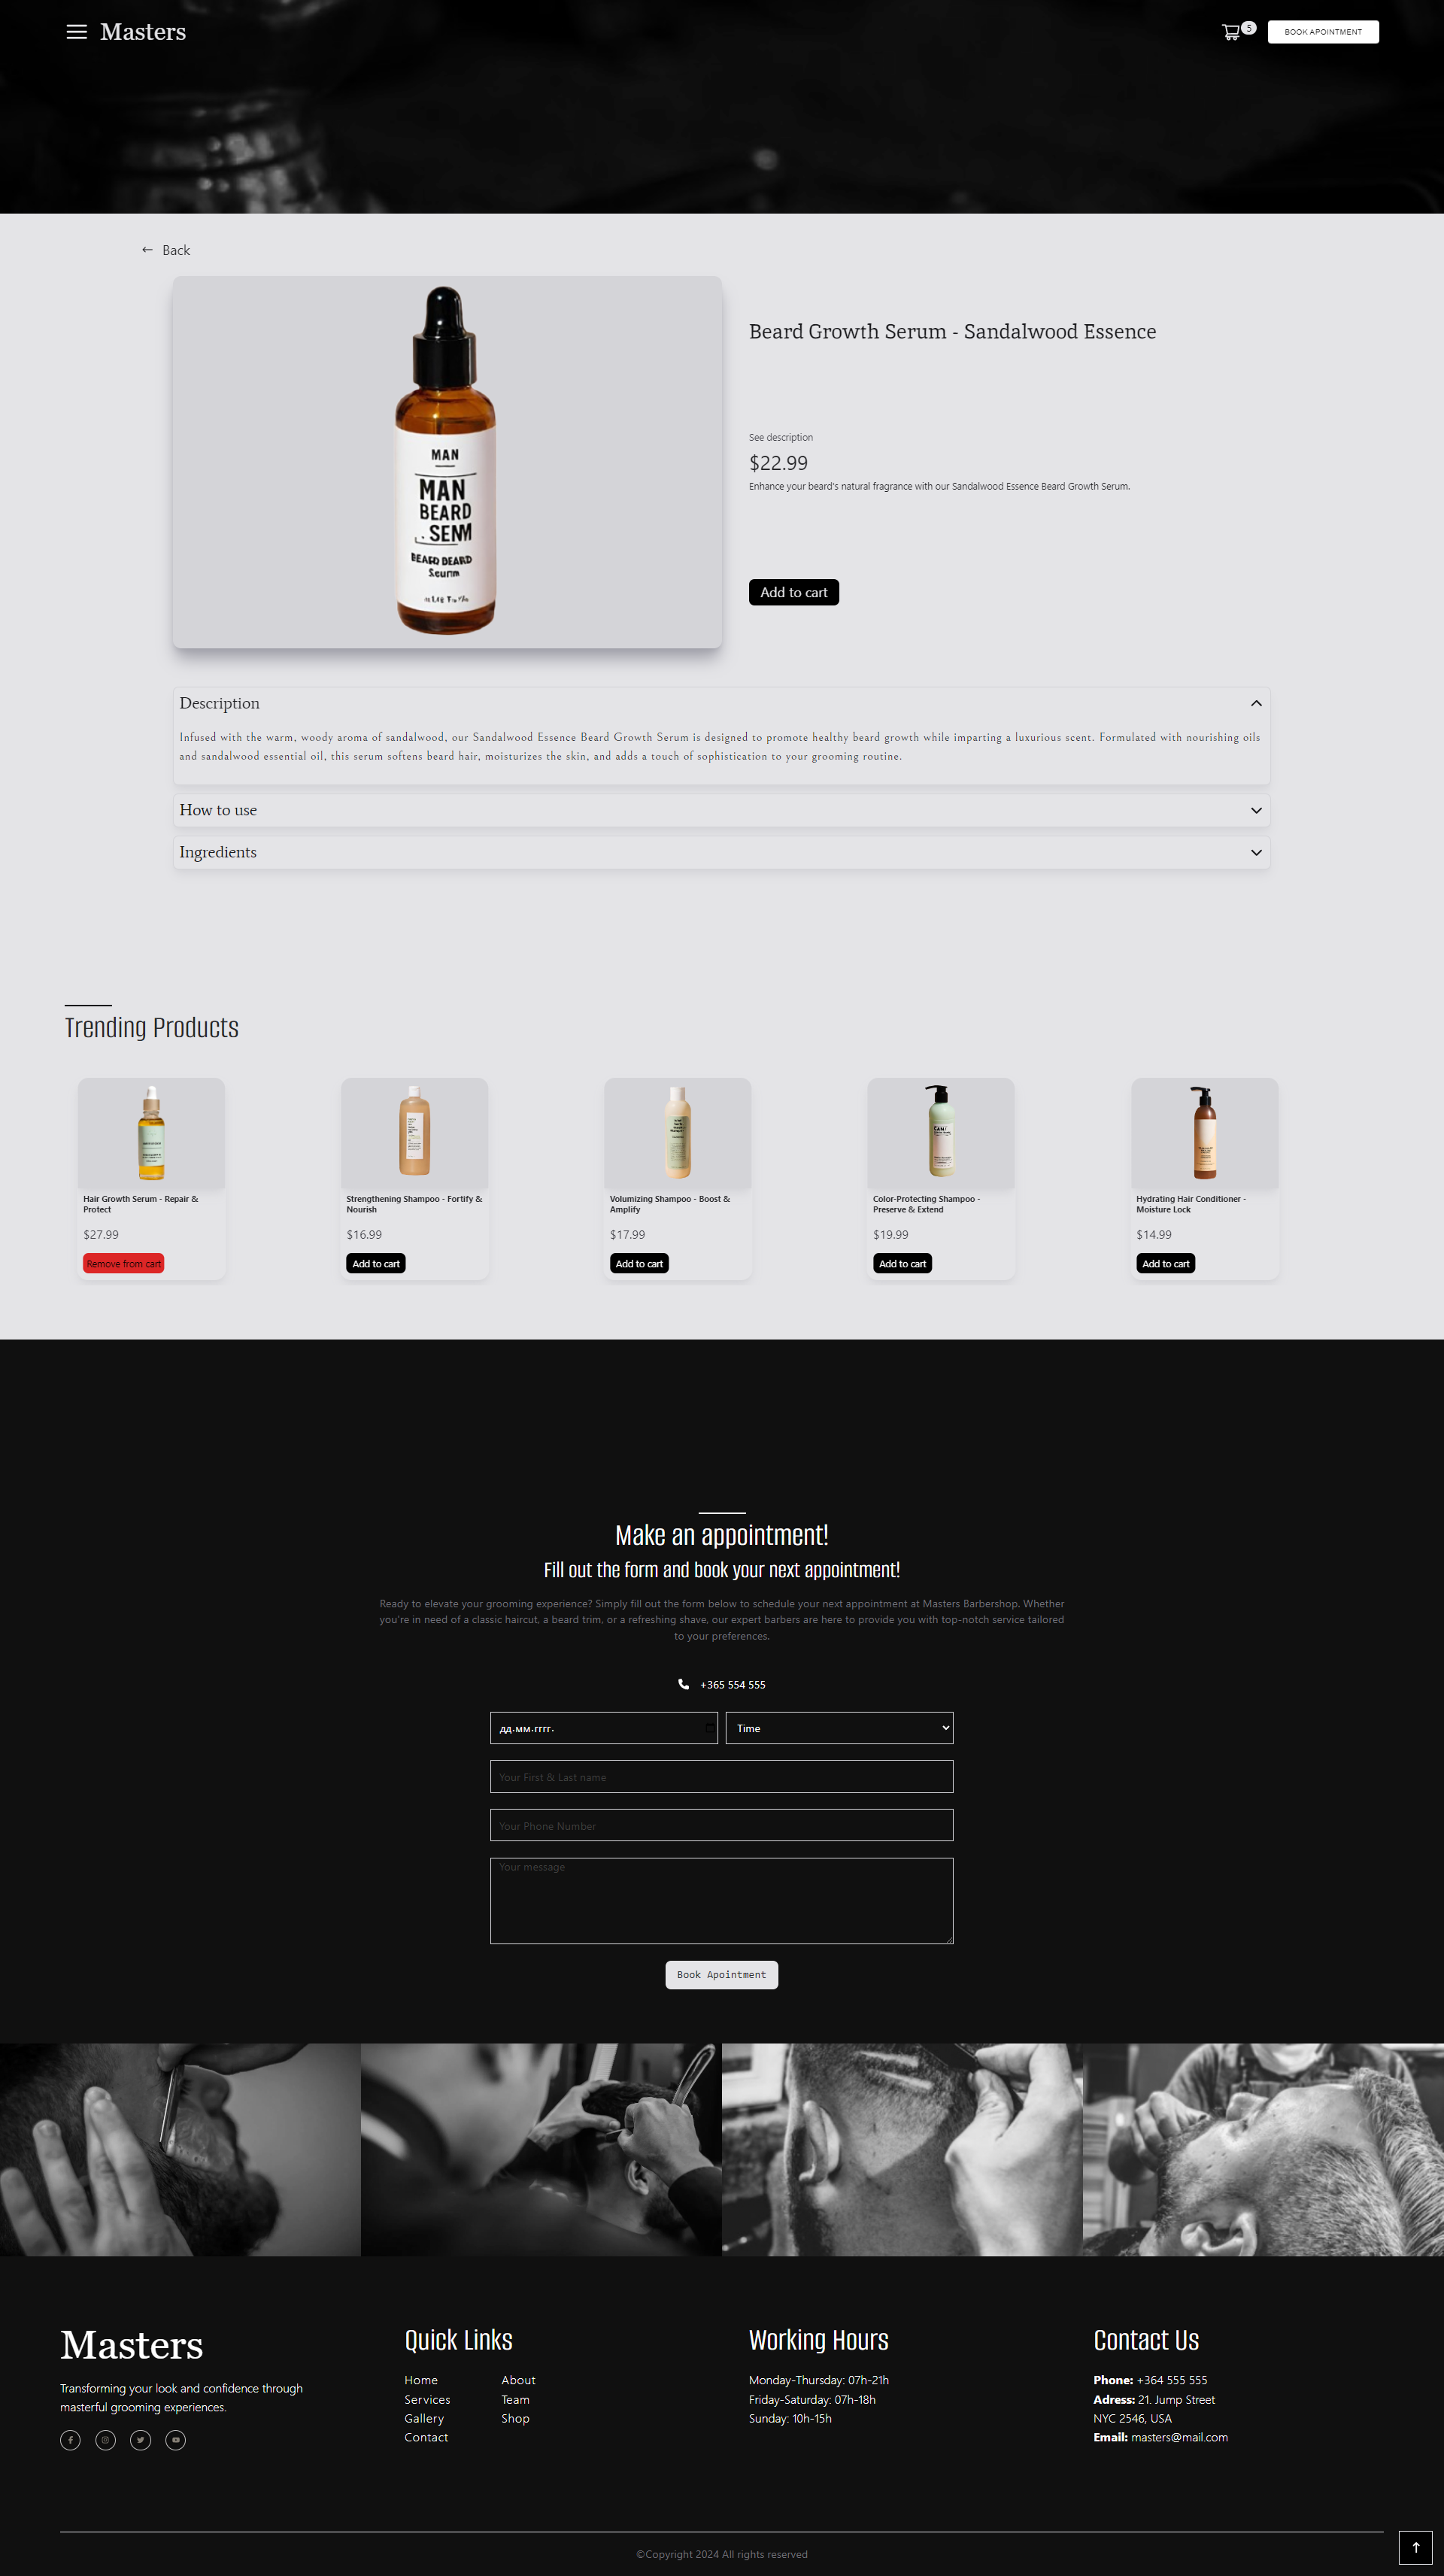 Masters
5
BOOK APOINTMENT
Back
MAN
MAN
BEARD
. SENM
BEARD BEARD
Scurnm
Beard Growth Serum - Sandalwood Essence
See description
$22.99
Enhance your beard's natural fragrance with our Sandalwood Essence Beard Growth Serum.
Add to cart
Description
Infused with the warm, woody aroma of sandalwood, our Sandalwood Essence Beard Growth Serum is designed to promote healthy beard growth while imparting a luxurious scent. Formulated with nourishing oils
and sandalwood essential oil, this serum softens beard hair, moisturizes the skin, and adds a touch of sophistication to your grooming routine.
How to use
Ingredients
Trending Products
Hair Growth Serum - Repair &
Protect
$27.99
Remove from cart
Strengthening Shampoo - Fortify &
Nourish
$16.99
Add to cart
Volumizing Shampoo - Boost &
Amplify
$17.99
Add to cart
Color-Protecting Shampoo -
Preserve & Extend
$19.99
Add to cart
Hydrating Hair Conditioner -
Moisture Lock
$14.99
Add to cart
Make an appointment!
Fill out the form and book your next appointment!
Ready to elevate your grooming experience? Simply fill out the form below to schedule your next appointment at Masters Barbershop. Whether
you're in need of a classic haircut, a beard trim, or a refreshing shave, our expert barbers are here to provide you with top-notch service tailored
to your preferences.
+365 554 555
дд.мм.гггг.
Time
Your First & Last name
Your Phone Number
Your message
Book Apointment
Masters
Transforming your look and confidence through
masterful grooming experiences.
Quick Links
Home
About
Services
Team
Gallery
Shop
Contact
Working Hours
Monday-Thursday: 07h-21h
Friday-Saturday: 07h-18h
Sunday: 10h-15h
Contact Us
Phone: +364 555 555
Adress: 21. Jump Street
NYC 2546, USA
Email: masters@mail.com
©Copyright 2024 All rights reserved